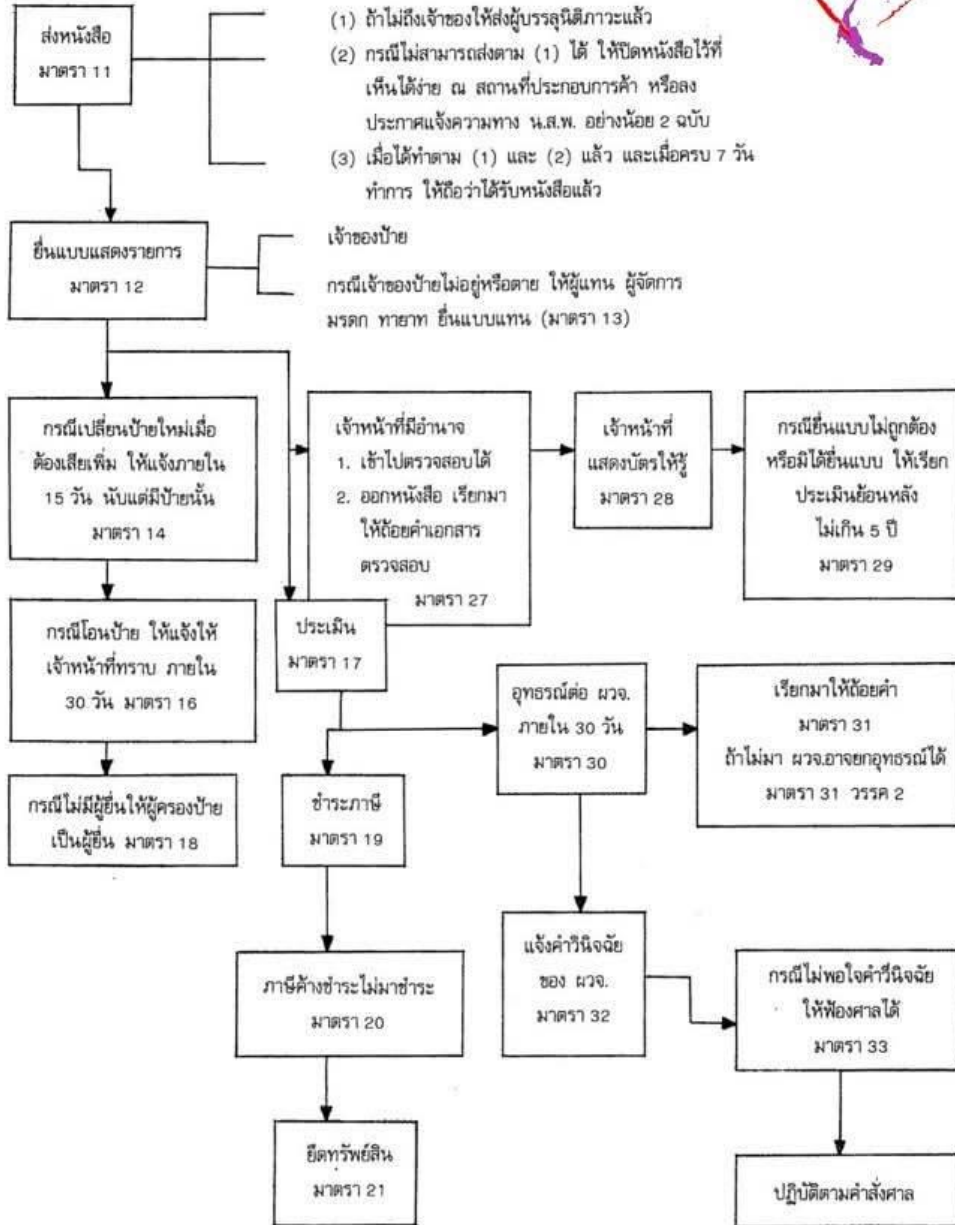 ส่งหนังสือ
มาตรา 11
(1) ถ้าไม่ถึงเจ้าของให้ส่งผู้บรรลุนิติภาวะแล้ว
(2) กรณีไม่สามารถส่งตาม (1) ได้ ให้ปิดหนังสือไว้ที่
เห็นได้ง่าย ณ สถานที่ประกอบการค้า หรือลง
ประกาศแจ้งความทาง น.ส.พ. อย่างน้อย 2 ฉบับ
(3) เมื่อได้ทำตาม (1) และ (2) แล้ว และเมื่อครบ 7 วัน
ทำการ ให้ถือว่าได้รับหนังสือแล้ว
ยื่นแบบแสดงรายการ
มาตรา 12
เจ้าของป้าย
กรณีเจ้าของป้ายไม่อยู่หรือตาย ให้ผู้แทน ผู้จัดการ
มรดก ทายาท ยื่นแบบแทน (มาตรา 13)
กรณีเปลี่ยนป้ายใหม่เมื่อ
ต้องเสียเพิ่ม ให้แจ้งภายใน
15 วัน นับแต่มีป้ายนั้น
มาตรา 14
เจ้าหน้าที่มีอำนาจ
1. เข้าไปตรวจสอบได้
2. ออกหนังสือ เรียกมา
ให้ถ้อยคำเอกสาร
ตรวจสอบ
มาตรา 27
เจ้าหน้าที่
แสดงบัตรให้รู้
มาตรา 28
กรณียื่นแบบไม่ถูกต้อง
หรือมิได้ยื่นแบบ ให้เรียก
ประเมินย้อนหลัง
ไม่เกิน 5 ปี
มาตรา 29
กรณีโอนป้าย ให้แจ้งให้
เจ้าหน้าที่ทราบ ภายใน
30 วัน มาตรา 16
ประเมิน
มาตรา 17
อุทธรณ์ต่อ ผวจ.
ภายใน 30 วัน
มาตรา 30
เรียกมาให้ถ้อยคำ
มาตรา 31
ถ้าไม่มา ผวจ.อาจยกอุทธรณ์ได้
มาตรา 31 วรรค 2
กรณีไม่มีผู้ยื่นให้ผู้ครองป้าย
เป็นผู้ยื่น มาตรา 18
ชำระภาษี
มาตรา 19
ภาษีค้างชำระไม่มาชำระ
มาตรา 20
แจ้งคำวินิจฉัย
ของ ผวจ.
มาตรา 32
กรณีไม่พอใจคำวินิจฉัย
ให้ฟ้องศาลได้
มาตรา 33
ยึดทรัพย์สิน
มาตรา 21
ปฏิบัติตามคำสั่งศาล